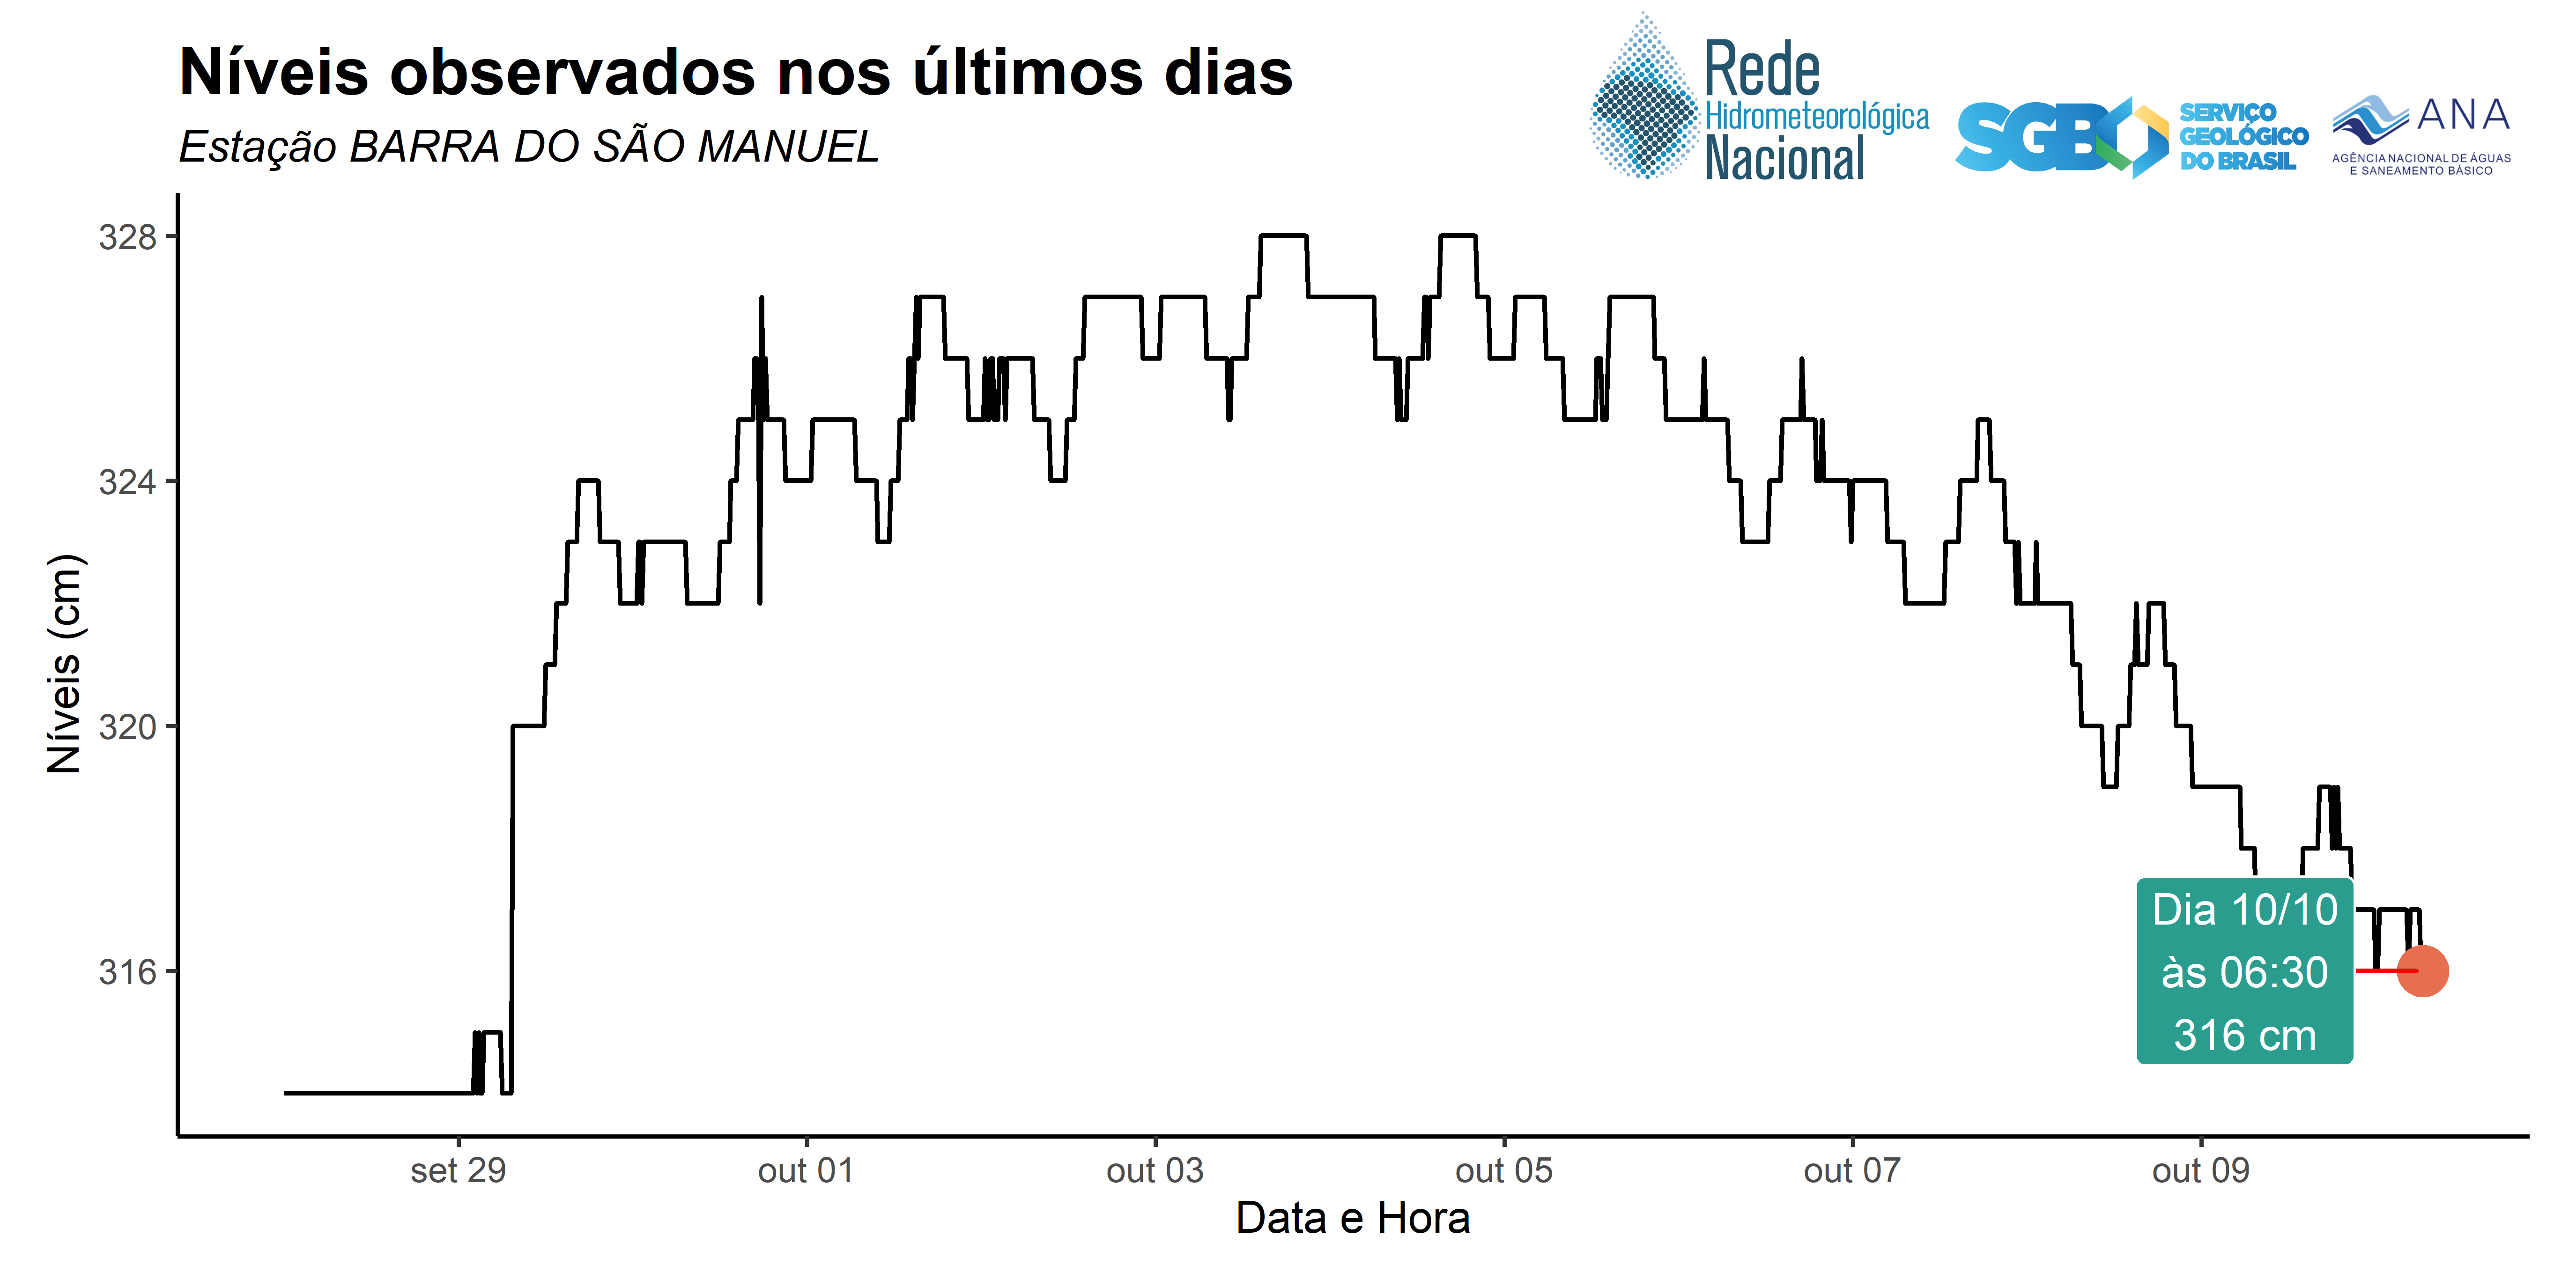 Níveis observados nos últimos dias
Estação BARRA DO SÃO MANUEL
Rede
Hidrometeorológica
Nacional
SGB
SERVIÇO
GEOLÓGICO
DO BRASIL
ANA
AGÊNCIA NACIONAL DE ÁGUAS
E SANEAMENTO BÁSICO
Níveis (cm)
328
324
320
316
Dia 10/10
às 06:30
316 cm
set 29
out 01
out 03
out 05
out 07
out 09
Data e Hora